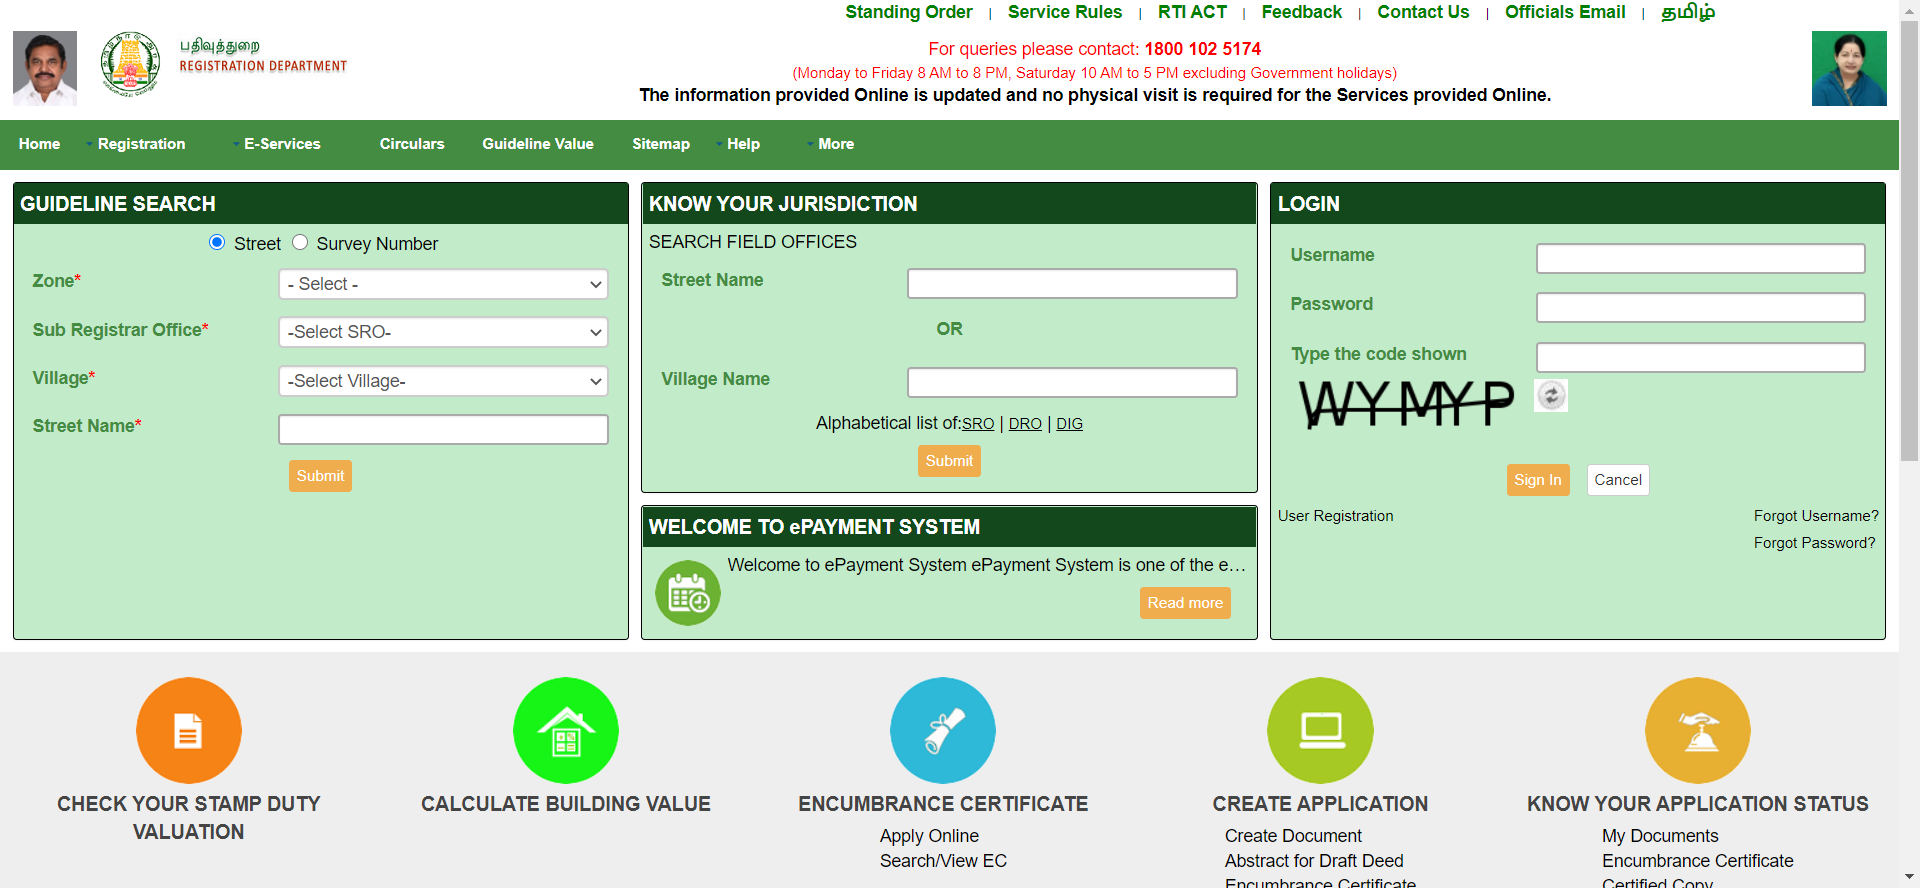 Standing Order | Service Rules | RTI ACT | Feedback | Contact Us | Officials Email | தமிழ்
பதிவுத்துறை
REGISTRATION DEPARTMENT
For queries please contact: 1800 102 5174
(Monday to Friday 8 AM to 8 PM, Saturday 10 AM to 5 PM excluding Government holidays)
The information provided Online is updated and no physical visit is required for the Services provided Online.
Home Registration E-Services Circulars Guideline Value Sitemap Help More
GUIDELINE SEARCH
Street Survey Number
Zone*
- Select -
Sub Registrar Office*
-Select SRO-
Village*
-Select Village-
Street Name*
Submit
KNOW YOUR JURISDICTION
SEARCH FIELD OFFICES
Street Name
OR
Village Name
Alphabetical list of:SRO | DRO | DIG
Submit
WELCOME TO ePAYMENT SYSTEM
Welcome to ePayment System ePayment System is one of the e…
Read more
LOGIN
Username
Password
Type the code shown
WYMYP
Sign In Cancel
User Registration
Forgot Username?
Forgot Password?
CHECK YOUR STAMP DUTY
VALUATION
CALCULATE BUILDING VALUE
ENCUMBRANCE CERTIFICATE
Apply Online
Search/View EC
CREATE APPLICATION
Create Document
Abstract for Draft Deed
Encumbrance Certificate
KNOW YOUR APPLICATION STATUS
My Documents
Encumbrance Certificate
Certified Copy